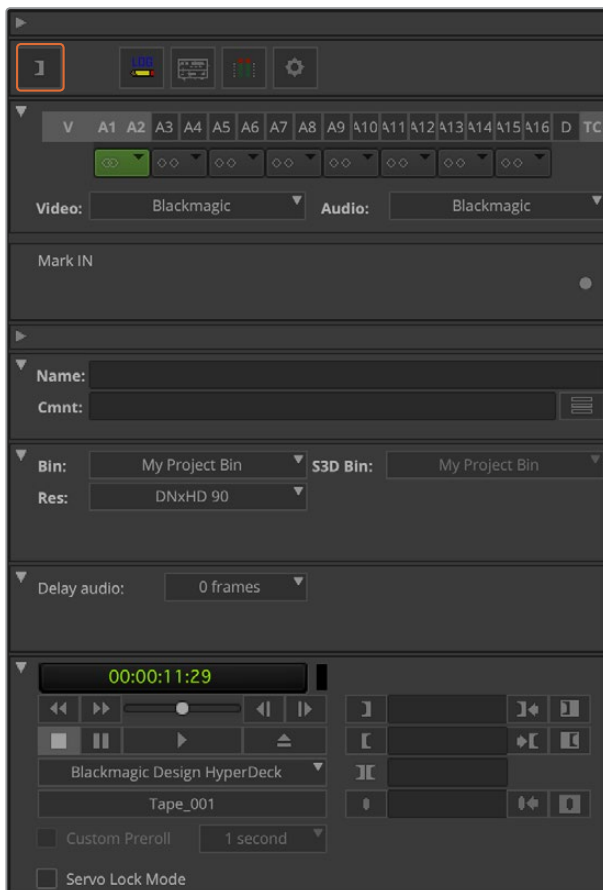 LOG
V A1 A2 A3 A4 A5 A6 A7 A8 A9 A10 A11 A12 A13 A14 A15 A16 D TC
Video: Blackmagic Audio: Blackmagic
Mark IN
Name:
Cmnt:
Bin: My Project Bin S3D Bin: My Project Bin
Res: DNxHD 90
Delay audio: 0 frames
00:00:11:29
Blackmagic Design HyperDeck
Tape_001
Custom Preroll 1 second
Servo Lock Mode